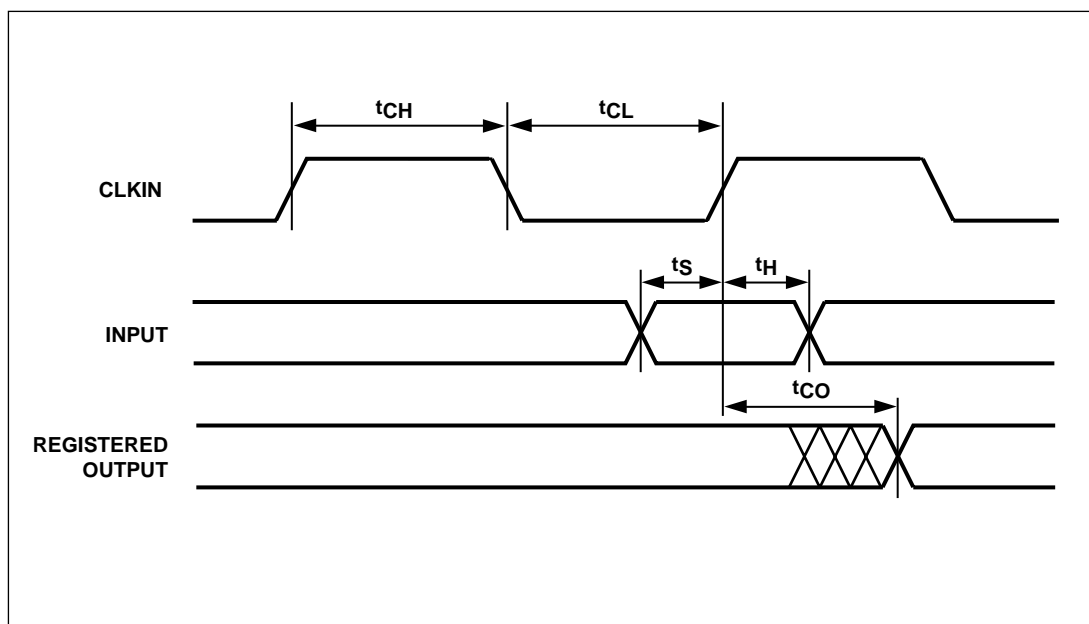 tCH
tCL
CLKIN
tS
tH
INPUT
tCO
REGISTERED
OUTPUT